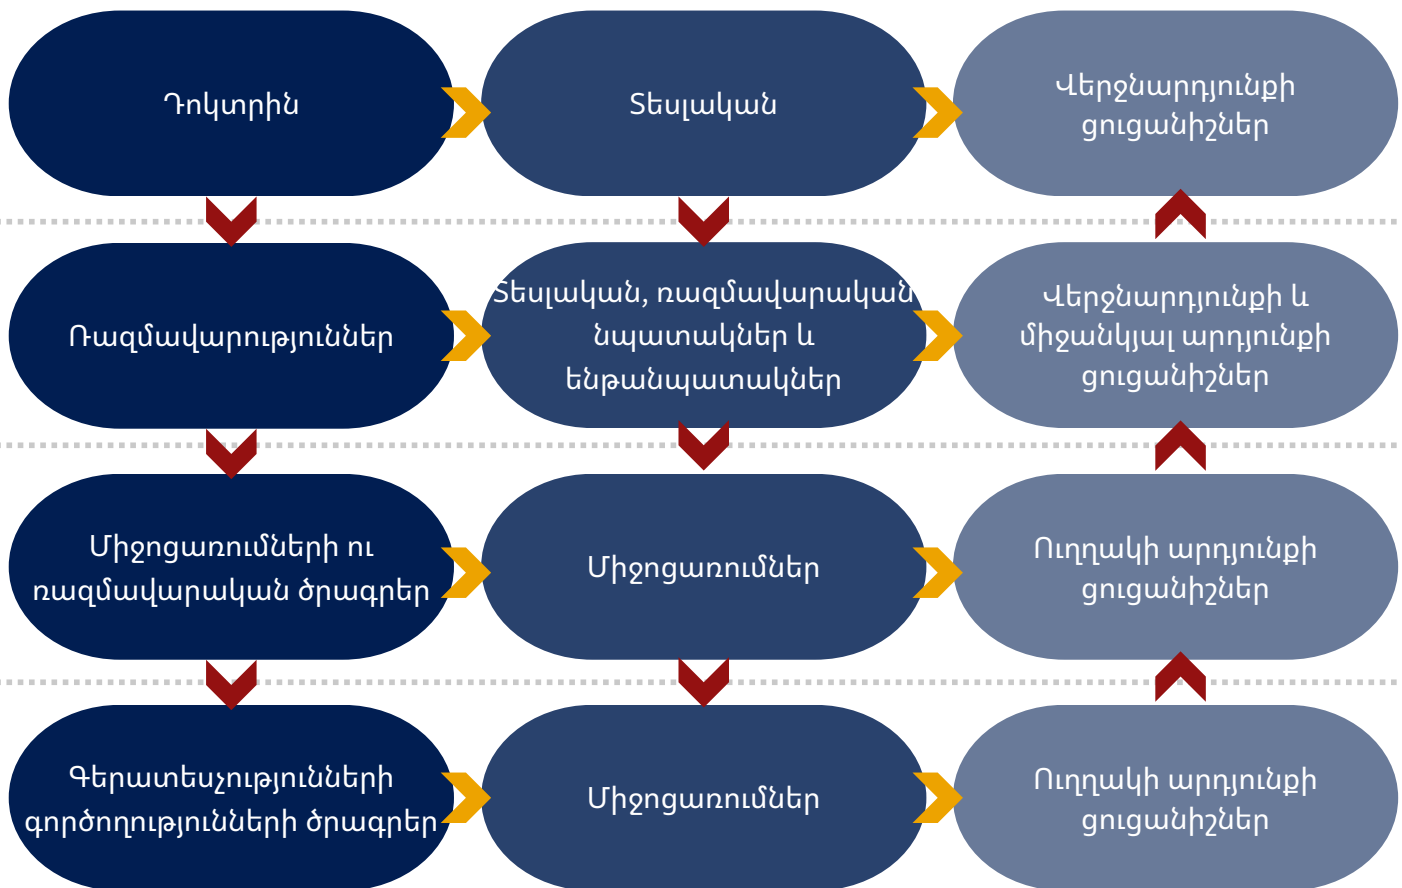 Դոկտրին
Տեսլական
Վերջնարդյունքի
ցուցանիշներ
Ռազմավարություններ
Տեսլական, ռազմավարական
նպատակներ և
ենթանպատակներ
Վերջնարդյունքի և
միջանկյալ արդյունքի
ցուցանիշներ
Միջոցառումների ու
ռազմավարական ծրագրեր
Միջոցառումներ
Ուղղակի արդյունքի
ցուցանիշներ
Գերատեսչությունների
գործողությունների ծրագրեր
Միջոցառումներ
Ուղղակի արդյունքի
ցուցանիշներ